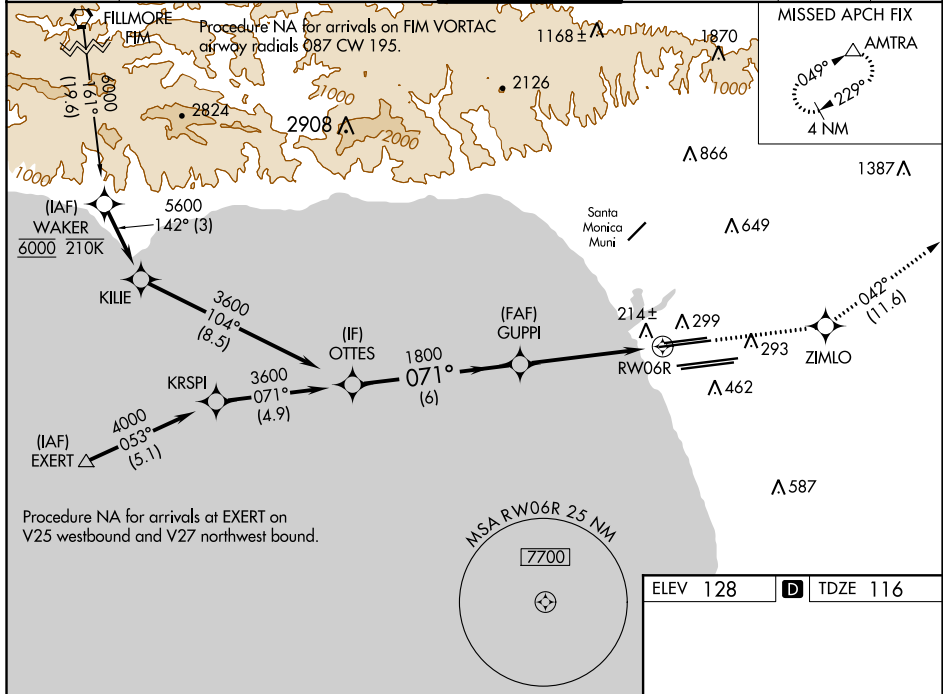 FILLMORE
FIM
Procedure NA for arrivals on FIM VORTAC
airway radials 087 CW 195.
1168 ±
1870
MISSED APCH FIX
AMTRA
049°
229°
4 NM
6000
161°
(19.6)
2824
2908
2126
1000
1000
2000
1000
866
1387
(IAF)
WAKER
6000 210K
5600
142° (3)
Santa
Monica
Muni
649
KILIE
3600
104°
(8.5)
(IF)
OTTES
(FAF)
GUPPI
214 ±
299
293
042°
(11.6)
ZIMLO
RW06R
462
KRSPI
3600
071°
(4.9)
1800
071°
(6)
(IAF)
EXERT
4000
053°
(5.1)
587
Procedure NA for arrivals at EXERT on
V25 westbound and V27 northwest bound.
MSA RW06R 25 NM
7700
ELEV 128 D TDZE 116